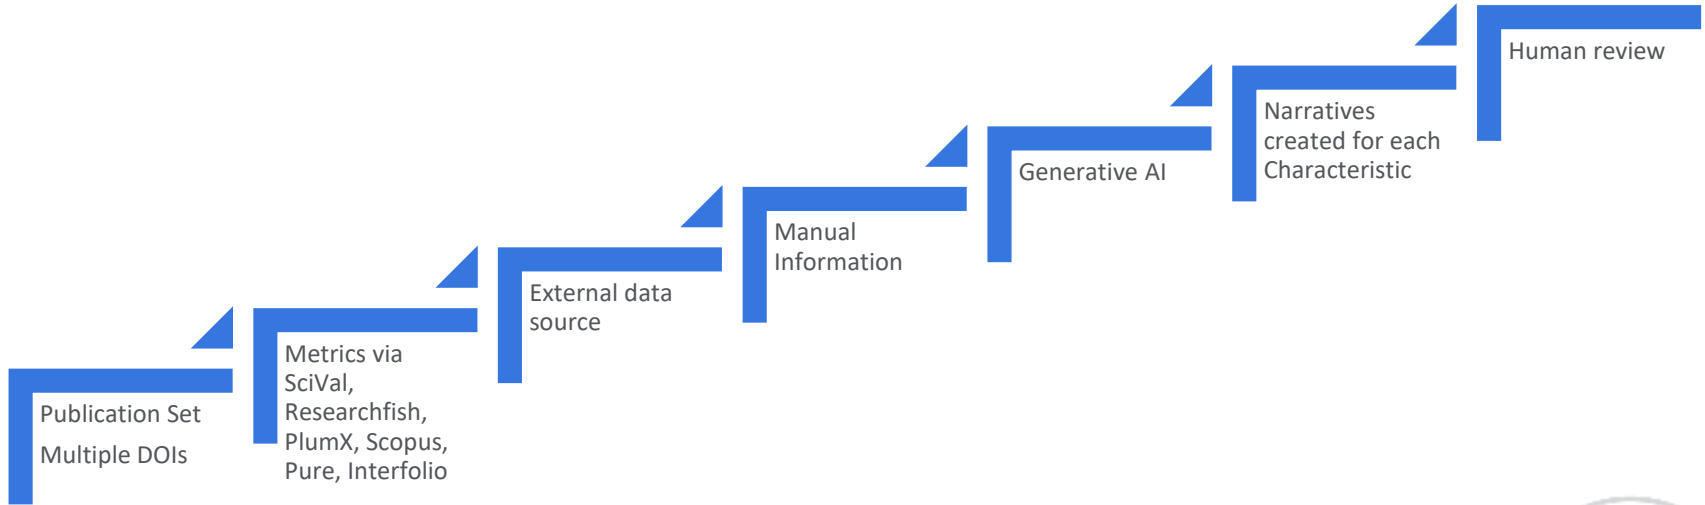 Publication Set
Multiple DOIs
Metrics via
SciVal,
Researchfish,
PlumX, Scopus,
Pure, Interfolio
External data
source
Manual
Information
Generative AI
Narratives
created for each
Characteristic
Human review